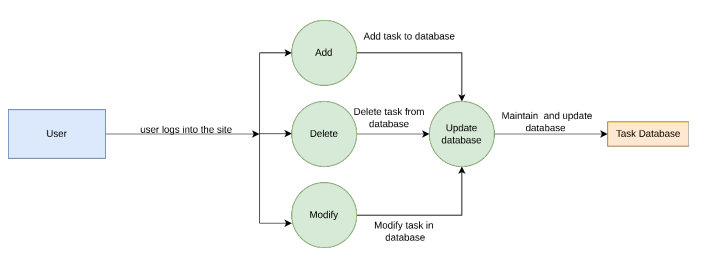 Add task to database
Add
Delete task from
database
Maintain and update
database
User
user logs into the site
Delete
Update
database
Task Database
Modify
Modify task in
database